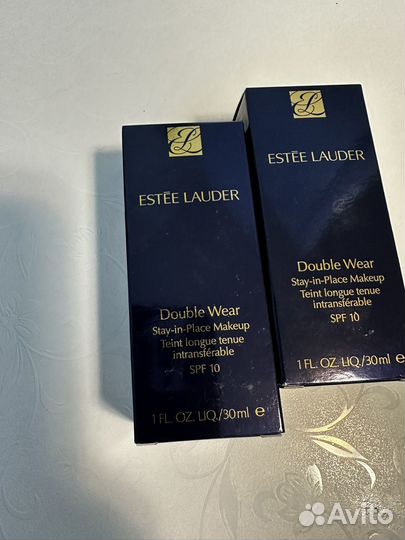 ESTĒE LAUDER
Double Wear
Stay-in-Place Makeup
Teint longue tenue
intransférable
SPF 10
1 FL. OZ. LIQ./30ml e
ESTĒE LAUDER
Double Wear
Stay-in-Place Makeup
Teint longue tenue
intransférable
SPF 10
1 FL. OZ. LIQ./30ml e
Avito